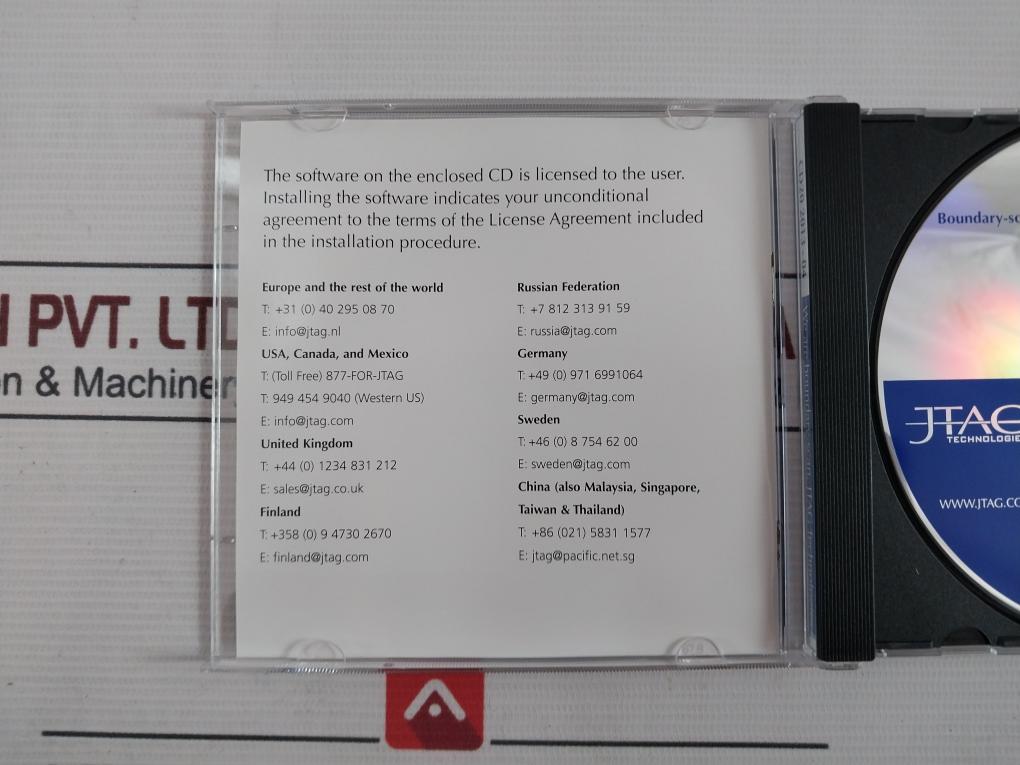 The software on the enclosed CD is licensed to the user.
Installing the software indicates your unconditional
agreement to the terms of the License Agreement included
in the installation procedure.
Europe and the rest of the world
T: +31 (0) 40 295 08 70
E: info@jtag.nl
USA, Canada, and Mexico
T: (Toll Free) 877-FOR-JTAG
T: 949 454 9040 (Western US)
E: info@jtag.com
United Kingdom
T: +44 (0) 1234 831 212
E: sales@jtag.co.uk
Finland
T: +358 (0) 9 4730 2670
E: finland@jtag.com
Russian Federation
T: +7 812 313 91 59
E: russia@jtag.com
Germany
T: +49 (0) 971 6991064
E: germany@jtag.com
Sweden
T: +46 (0) 8 754 62 00
E: sweden@jtag.com
China (also Malaysia, Singapore,
Taiwan & Thailand)
T: +86 (021) 5831 1577
E: jtag@pacific.net.sg
Boundary-sc
JTAG
TECHNOLOGIE
WWW.JTAG.CO
PVT. LTD
n & Machinery